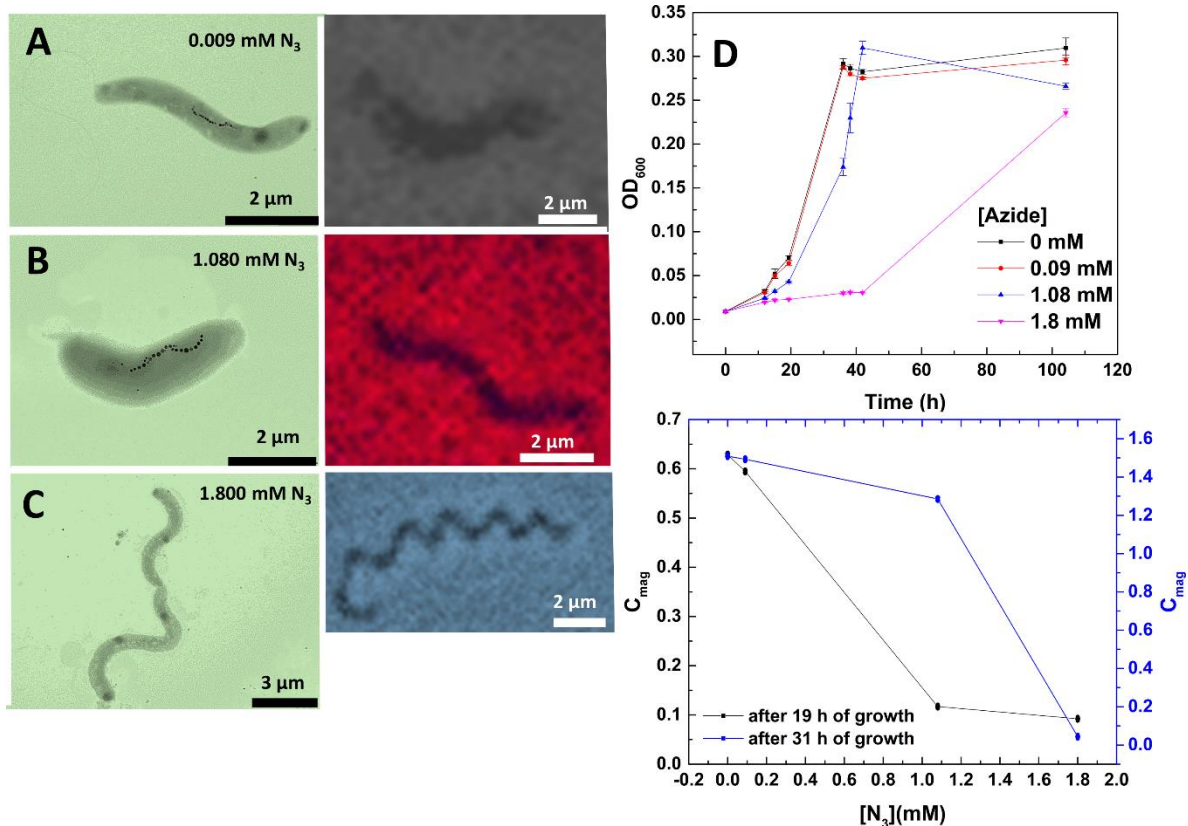 A
0.009 mM N₃
2 µm
2 µm
B
1.080 mM N₃
2 µm
2 µm
C
1.800 mM N₃
3 µm
2 µm
D
OD₆₀₀
0.30
0.25
0.20
0.15
0.10
0.05
0.00
[Azide]
0 mM
0.09 mM
1.08 mM
1.8 mM
0 20 40 60 80 100 120
Time (h)
C_mag
0.7
0.6
0.5
0.4
0.3
0.2
0.1
0.0
1.6
1.4
1.2
1.0
0.8
0.6
0.4
0.2
0.0
C_mag
after 19 h of growth
after 31 h of growth
-0.2 0.0 0.2 0.4 0.6 0.8 1.0 1.2 1.4 1.6 1.8 2.0
[N₃](mM)